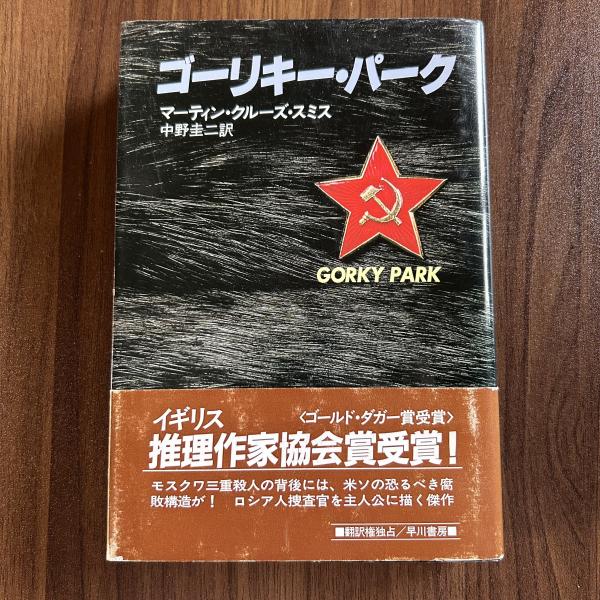 ゴーリキー・パーク
マーティン・クルーズ・スミス
中野圭二訳
GORKY PARK
イギリス 〈ゴールド・ダガー賞受賞〉
推理作家協会賞受賞!
モスクワ三重殺人の背後には、米ソの恐るべき腐
敗構造が! ロシア人捜査官を主人公に描く傑作
■翻訳権独占/早川書房■